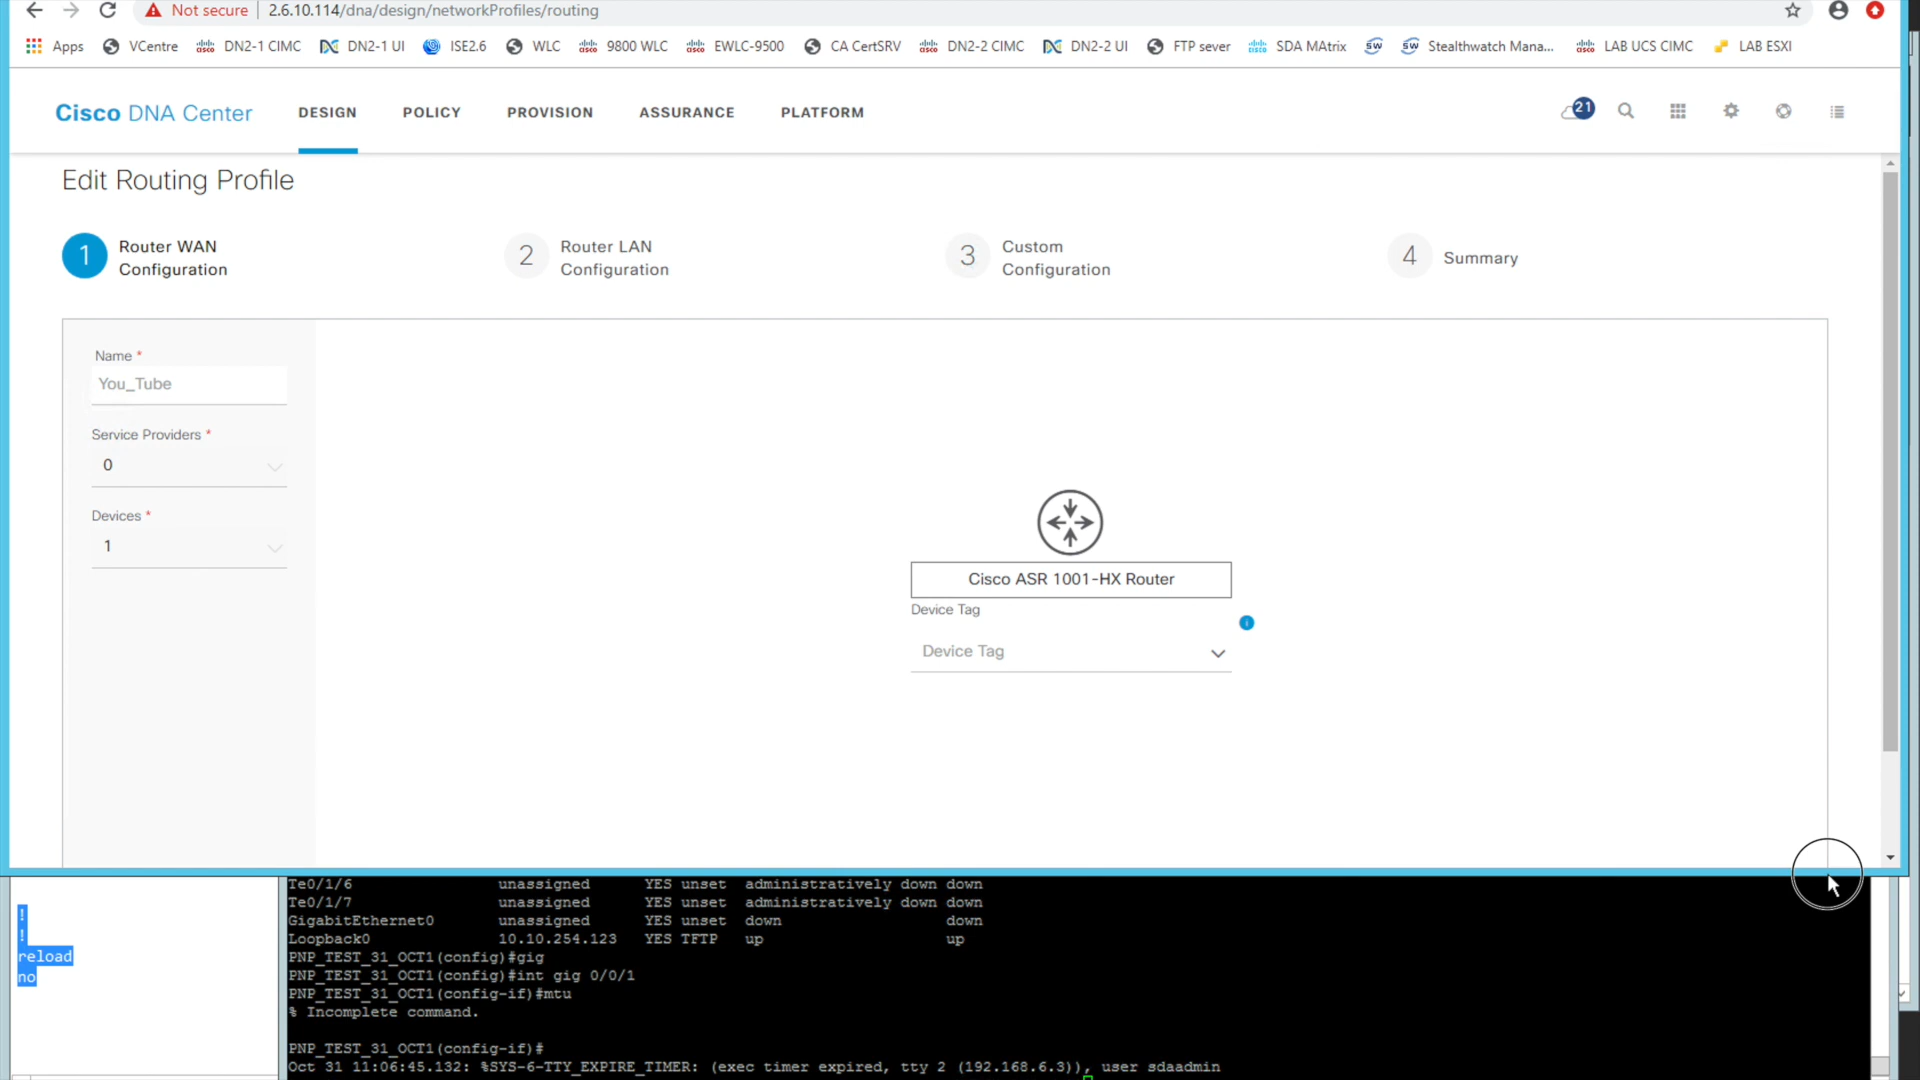 Not secure | 2.6.10.114/dna/design/networkProfiles/routing
Apps VCentre DN2-1 CIMC DN2-1 UI ISE2.6 WLC 9800 WLC EWLC-9500 CA CertSRV DN2-2 CIMC DN2-2 UI FTP sever SDA MAtrix SW SW Stealthwatch Mana... LAB UCS CIMC LAB ESXI
Cisco DNA Center DESIGN POLICY PROVISION ASSURANCE PLATFORM 21
Edit Routing Profile
1 Router WAN Configuration
2 Router LAN Configuration
3 Custom Configuration
4 Summary
Name *
You_Tube
Service Providers *
0
Devices *
1
Cisco ASR 1001-HX Router
Device Tag
Device Tag
!
!
reload
no
Te0/1/6 unassigned YES unset administratively down down
Te0/1/7 unassigned YES unset administratively down down
GigabitEthernet0 unassigned YES unset down down
Loopback0 10.10.254.123 YES TFTP up up
PNP_TEST_31_OCT1(config)#gig
PNP_TEST_31_OCT1(config)#int gig 0/0/1
PNP_TEST_31_OCT1(config-if)#mtu
% Incomplete command.
PNP_TEST_31_OCT1(config-if)#
Oct 31 11:06:45.132: %SYS-6-TTY_EXPIRE_TIMER: (exec timer expired, tty 2 (192.168.6.3)), user sdaadmin